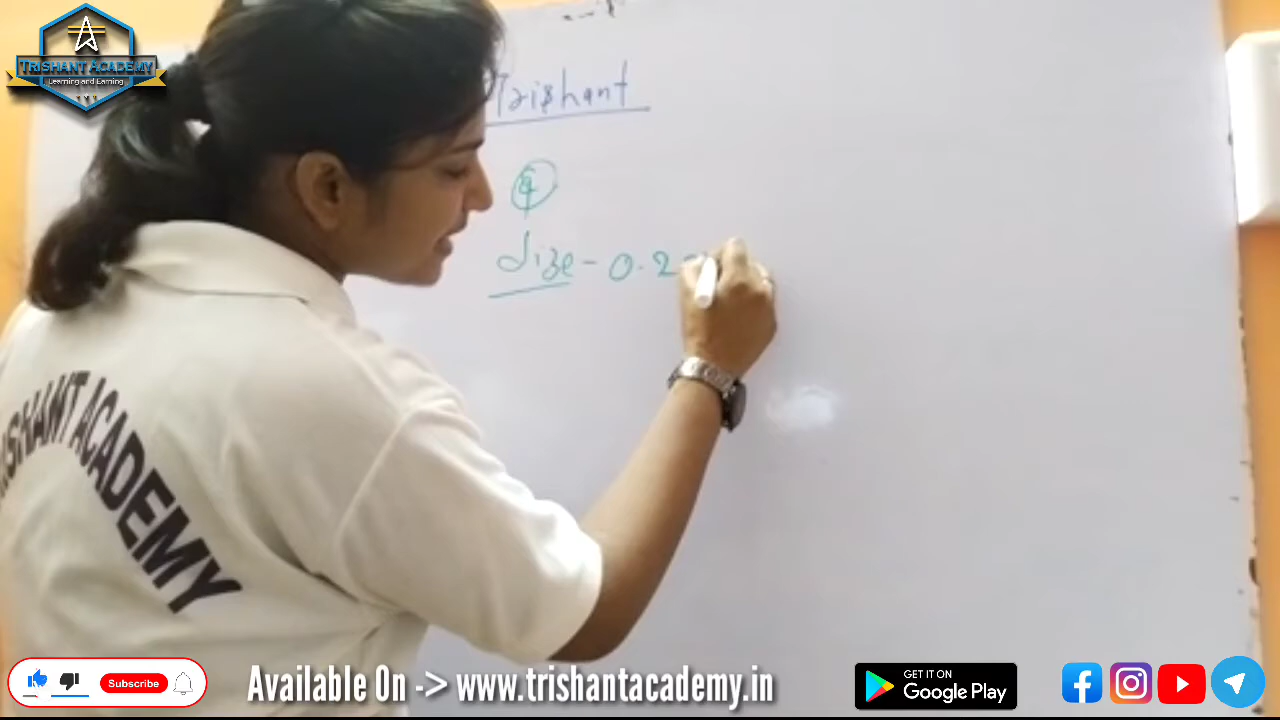 TRISHANT ACADEMY
Learning and Earning
Trishant
4
Size - 0.2
TRISHANT ACADEMY
Subscribe
Available On -> www.trishantacademy.in
GET IT ON
Google Play